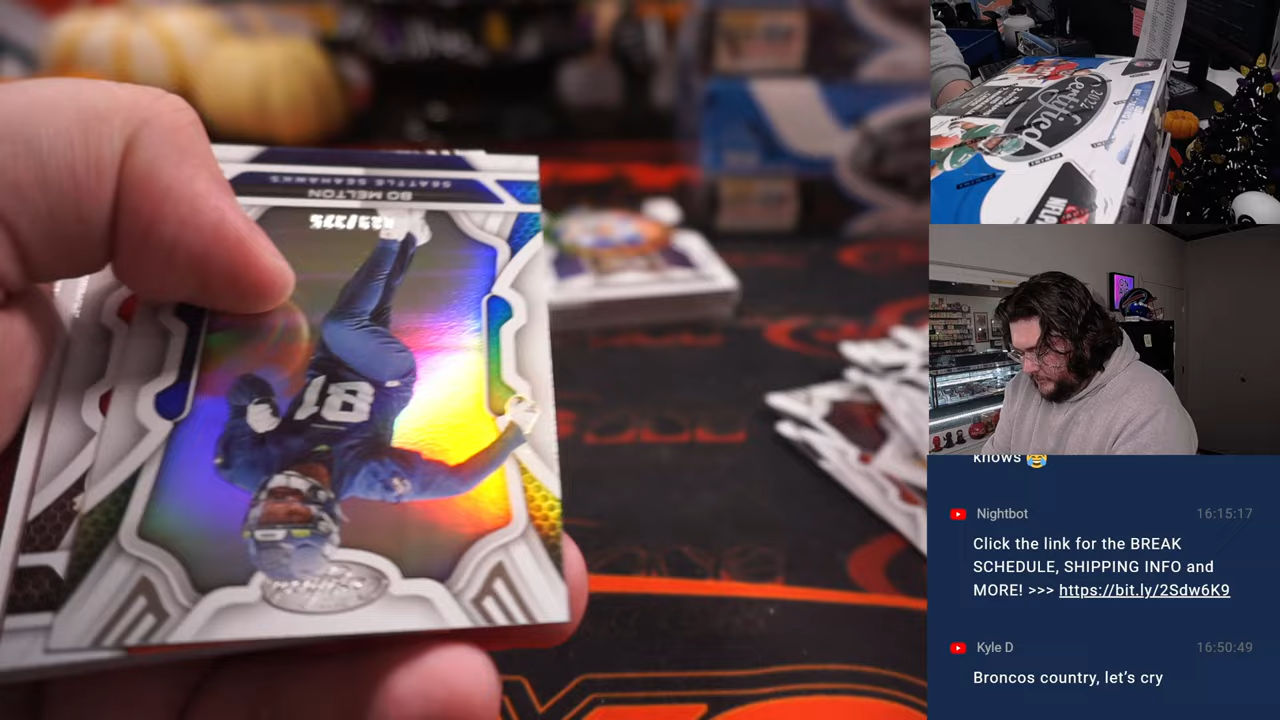 SEATTLE SEAHAWKS
BO MELTON
81
2022
Certified
knows 😂
Nightbot 16:15:17
Click the link for the BREAK
SCHEDULE, SHIPPING INFO and
MORE! >>> https://bit.ly/2Sdw6K9
Kyle D 16:50:49
Broncos country, let’s cry